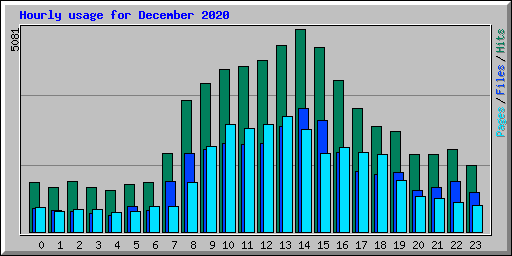 Hourly usage for December 2020
5081
Pages/Files/Hits
0 1 2 3 4 5 6 7 8 9 10 11 12 13 14 15 16 17 18 19 20 21 22 23